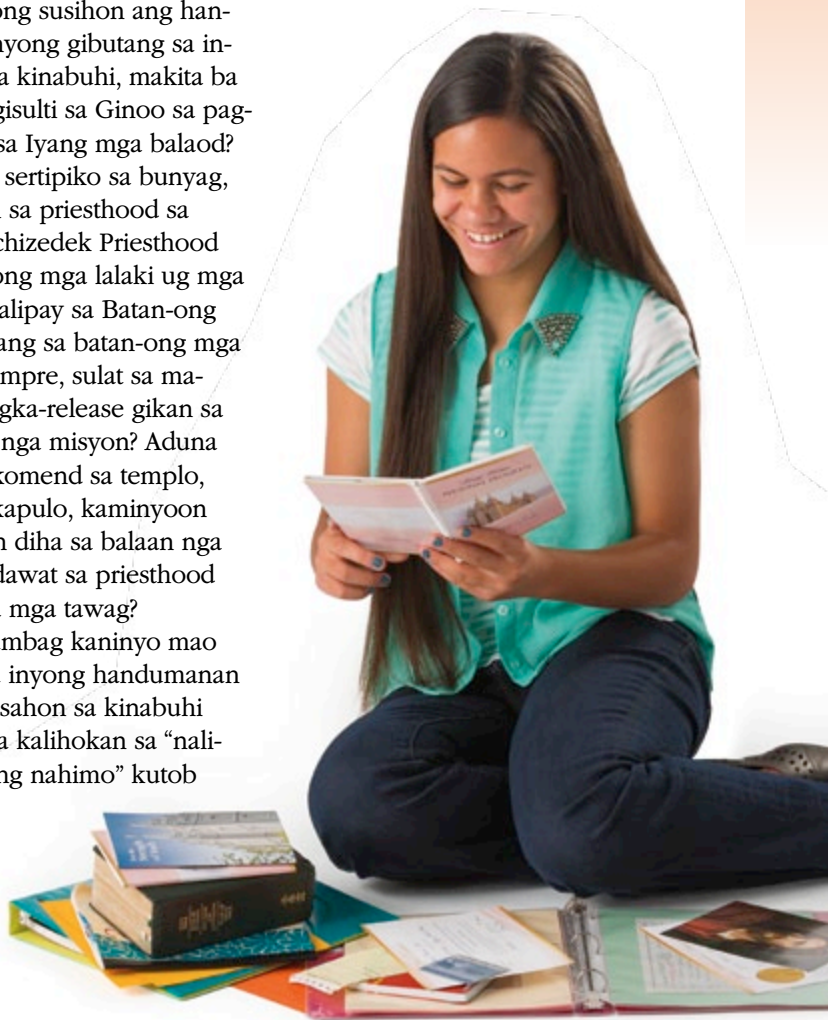 ong susihon ang han-
nyong gibutang sa in-
a kinabuhi, makita ba
gisulti sa Ginoo sa pag-
sa Iyang mga balaod?
sertipiko sa bunyag,
sa priesthood sa
chizedek Priesthood
ong mga lalaki ug mga
alipay sa Batan-ong
ang sa batan-ong mga
mpre, sulat sa ma-
gka-release gikan sa
nga misyon? Aduna
komend sa templo,
kapulo, kaminyoon
n diha sa balaan nga
dawat sa priesthood
mga tawag?
mbag kaninyo mao
inyong handumanan
sahon sa kinabuhi
a kalihokan sa “nali-
ng nahimo” kutob